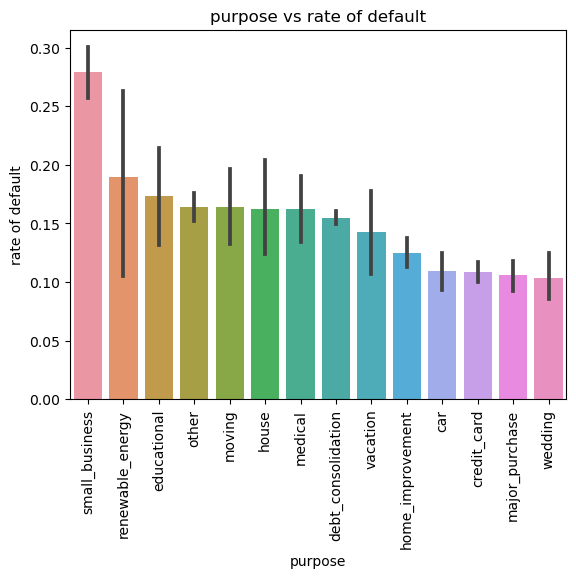 purpose vs rate of default
rate of default
0.30
0.25
0.20
0.15
0.10
0.05
0.00
small_business
renewable_energy
educational
other
moving
house
medical
debt_consolidation
vacation
home_improvement
car
credit_card
major_purchase
wedding
purpose